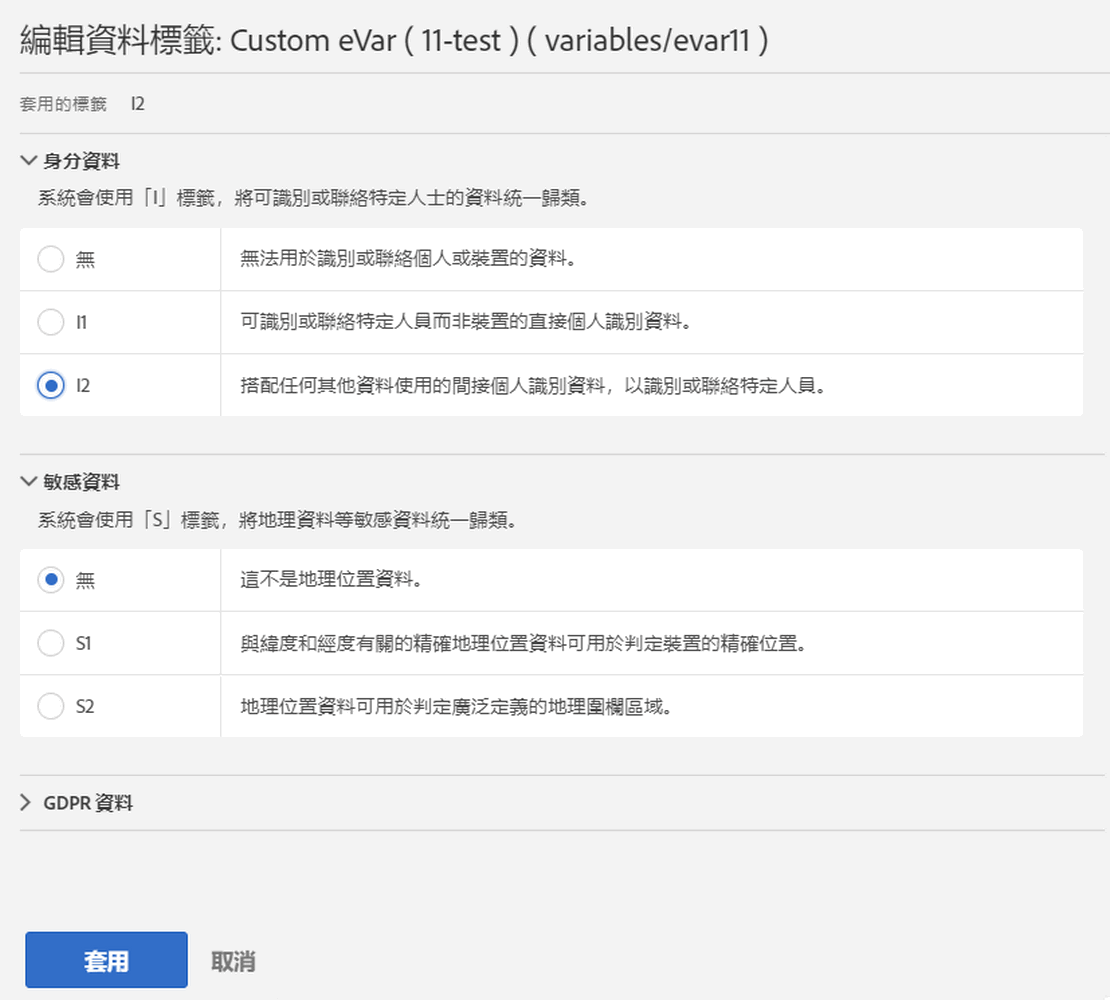 編輯資料標籤: Custom eVar ( 11-test ) ( variables/evar11 )
套用的標籤 I2
身分資料
系統會使用「I」標籤，將可識別或聯絡特定人士的資料統一歸類。
無 無法用於識別或聯絡個人或裝置的資料。
I1 可識別或聯絡特定人員而非裝置的直接個人識別資料。
I2 搭配任何其他資料使用的間接個人識別資料，以識別或聯絡特定人員。
敏感資料
系統會使用「S」標籤，將地理資料等敏感資料統一歸類。
無 這不是地理位置資料。
S1 與緯度和經度有關的精確地理位置資料可用於判定裝置的精確位置。
S2 地理位置資料可用於判定廣泛定義的地理圍欄區域。
GDPR 資料
套用 取消